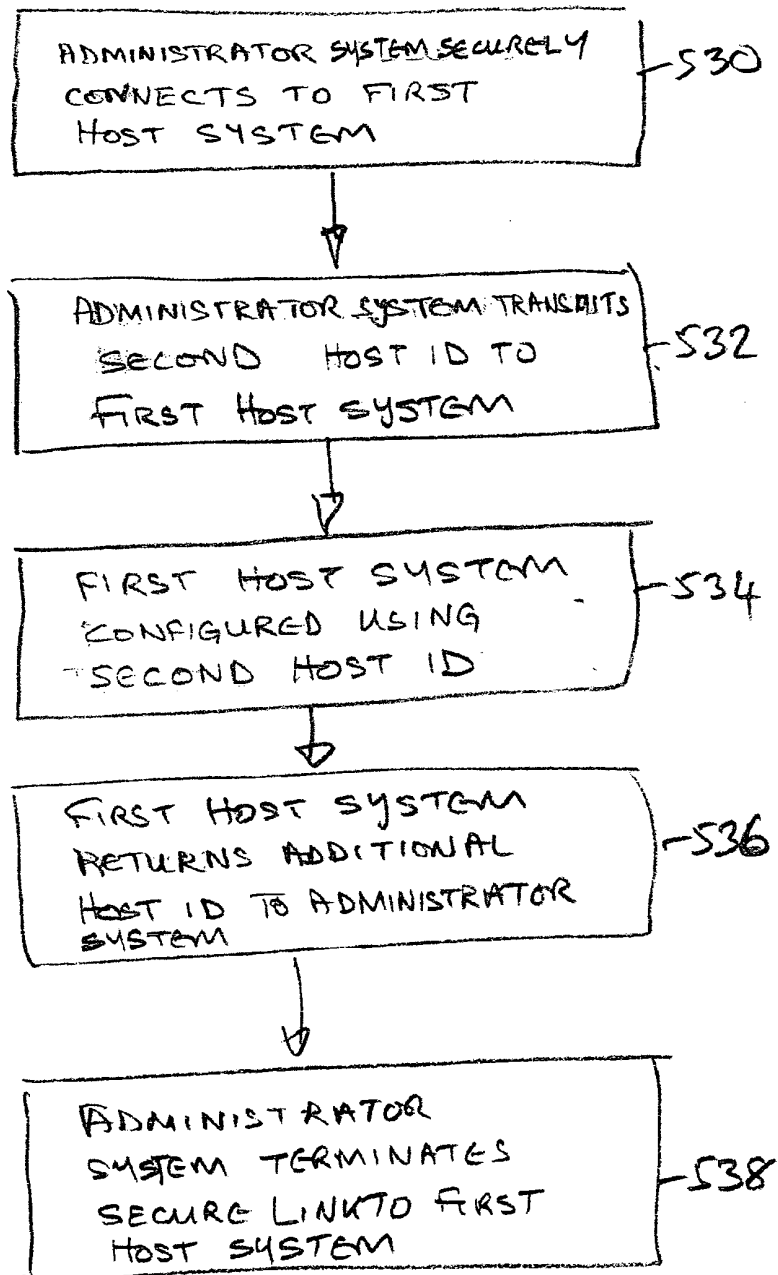 ADMINISTRATOR SYSTEM SECURELY
CONNECTS TO FIRST
HOST SYSTEM
530
ADMINISTRATOR SYSTEM TRANSMITS
SECOND HOST ID TO
FIRST HOST SYSTEM
532
FIRST HOST SYSTEM
CONFIGURED USING
SECOND HOST ID
534
FIRST HOST SYSTEM
RETURNS ADDITIONAL
HOST ID TO ADMINISTRATOR
SYSTEM
536
ADMINISTRATOR
SYSTEM TERMINATES
SECURE LINK TO FIRST
HOST SYSTEM
538